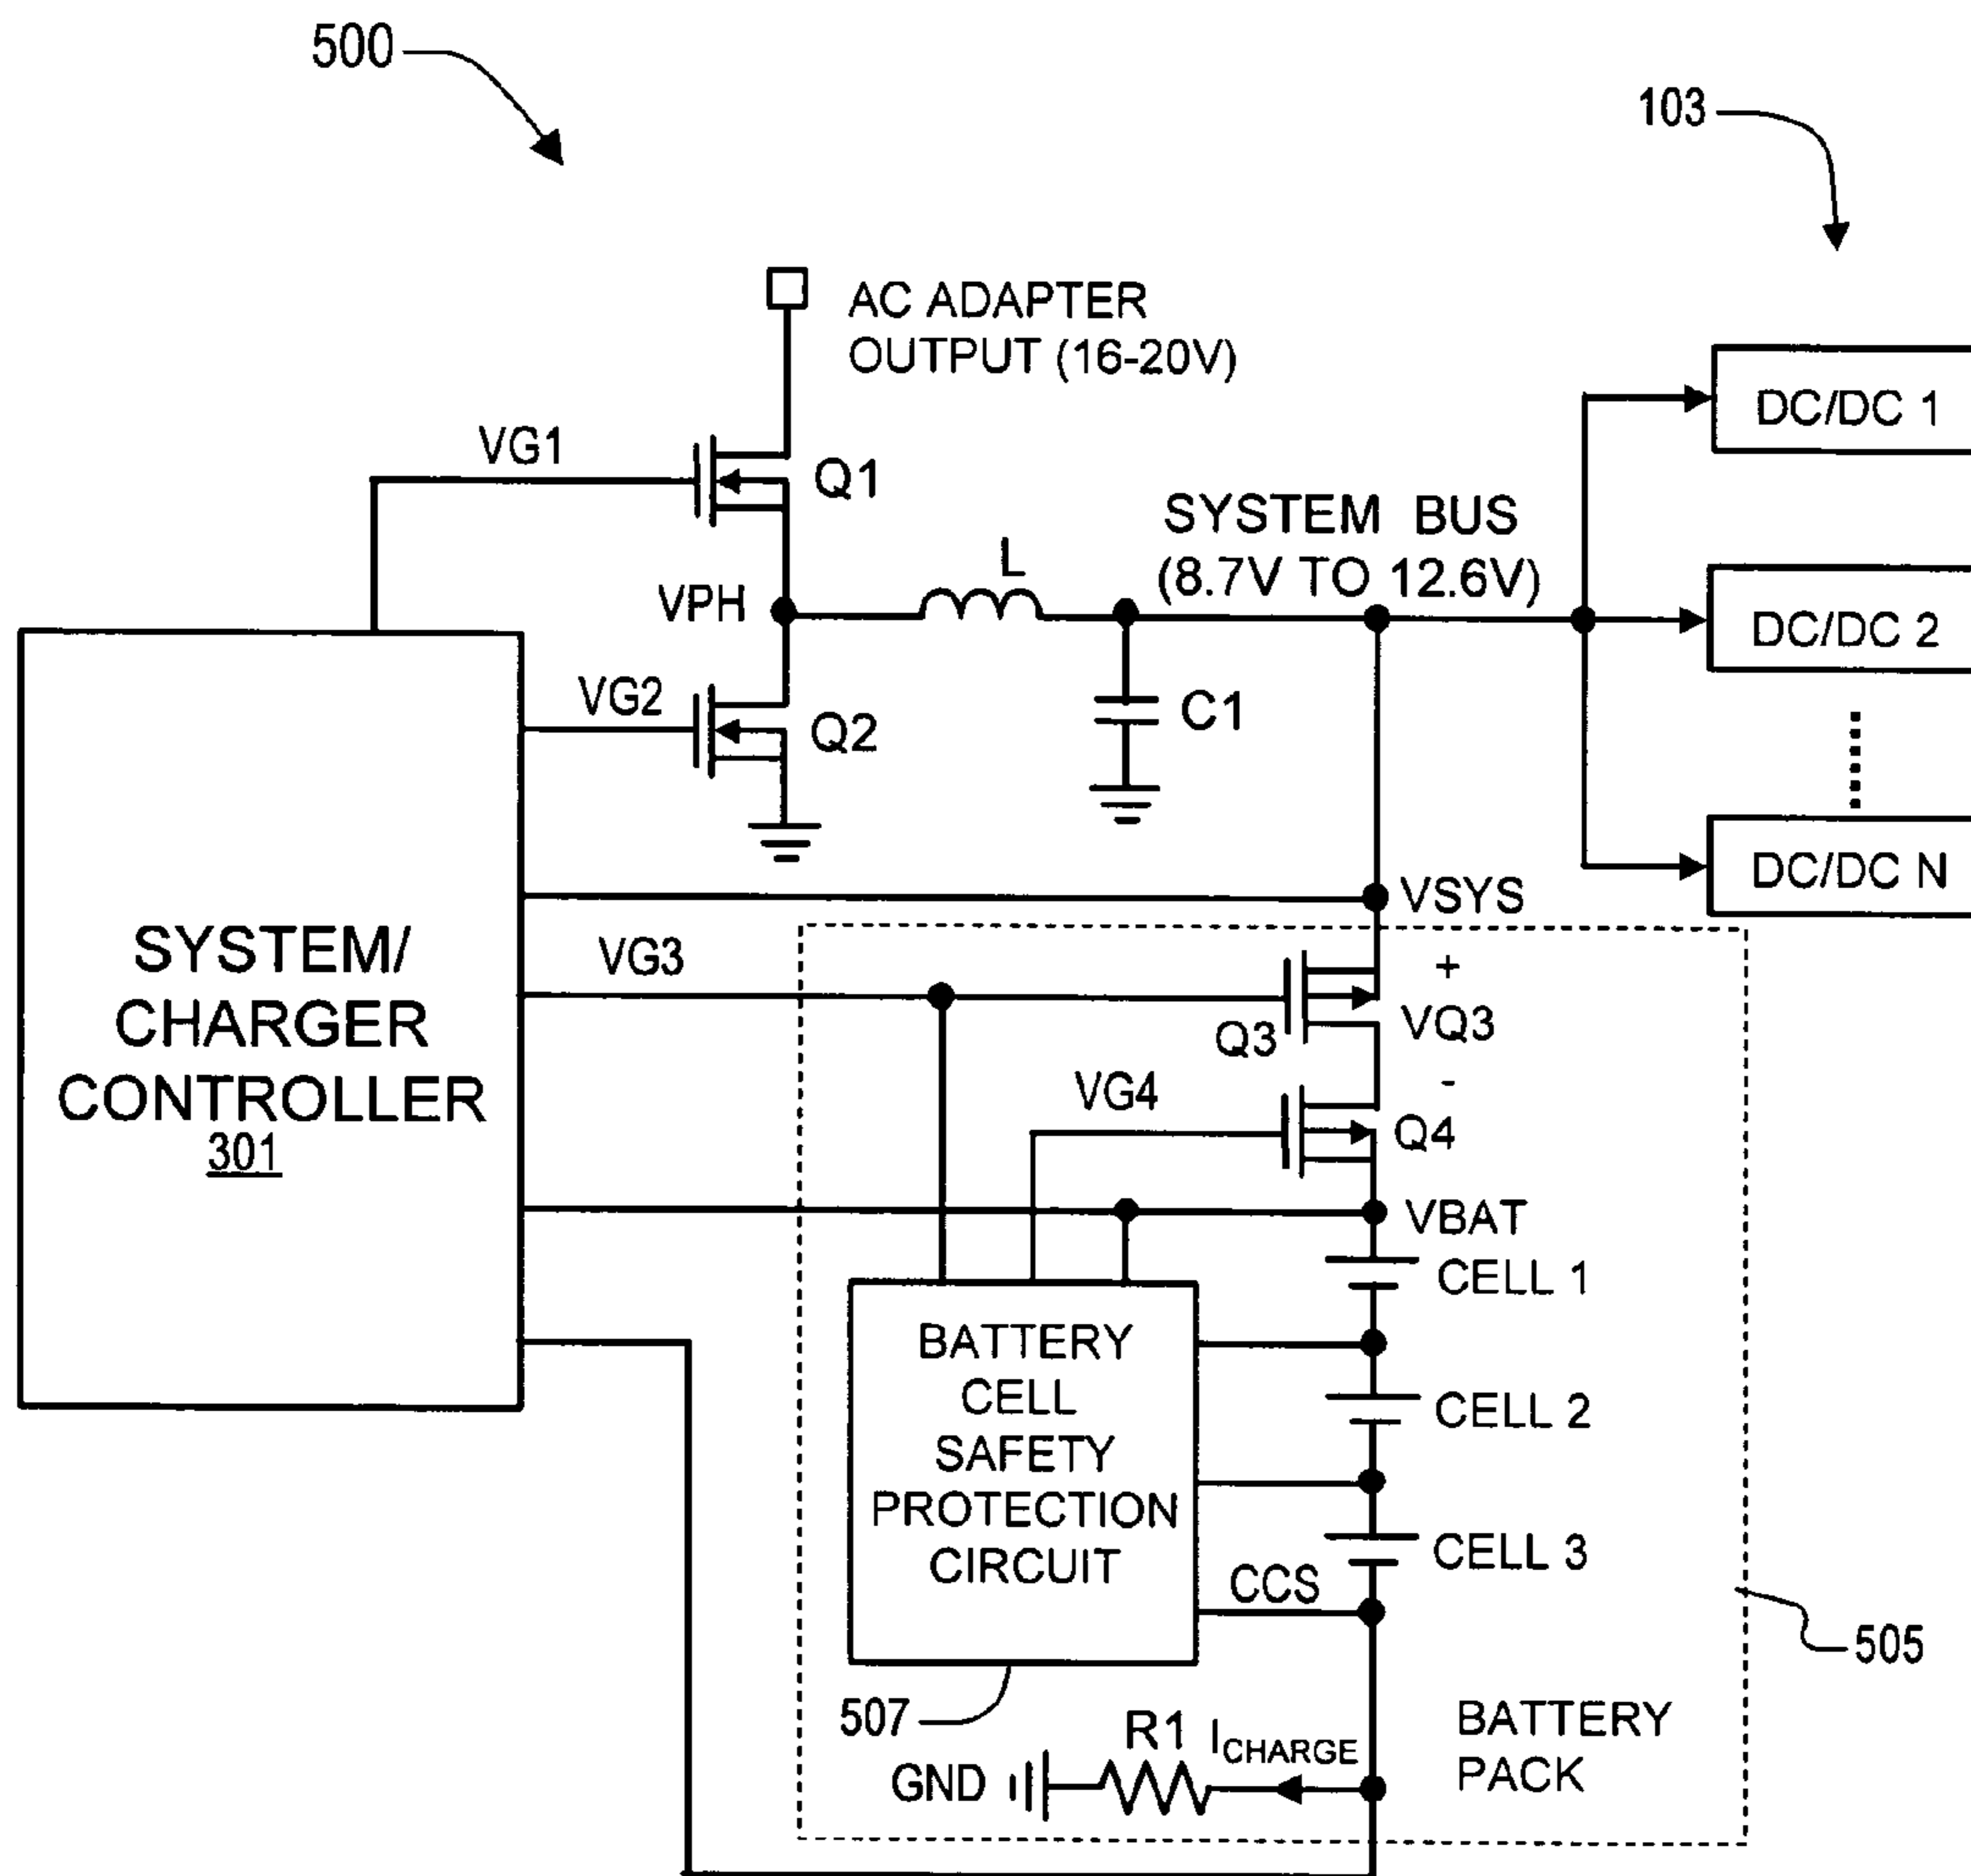 500
103
AC ADAPTER
OUTPUT (16-20V)
DC/DC 1
VG1
Q1
SYSTEM BUS
(8.7V TO 12.6V)
L
VPH
DC/DC 2
VG2
Q2
C1
DC/DC N
VSYS
SYSTEM/
CHARGER
CONTROLLER
301
VG3
+
VQ3
-
Q3
VG4
Q4
VBAT
CELL 1
BATTERY
CELL
SAFETY
PROTECTION
CIRCUIT
CELL 2
CELL 3
CCS
505
507
R1
ICHARGE
GND
BATTERY
PACK